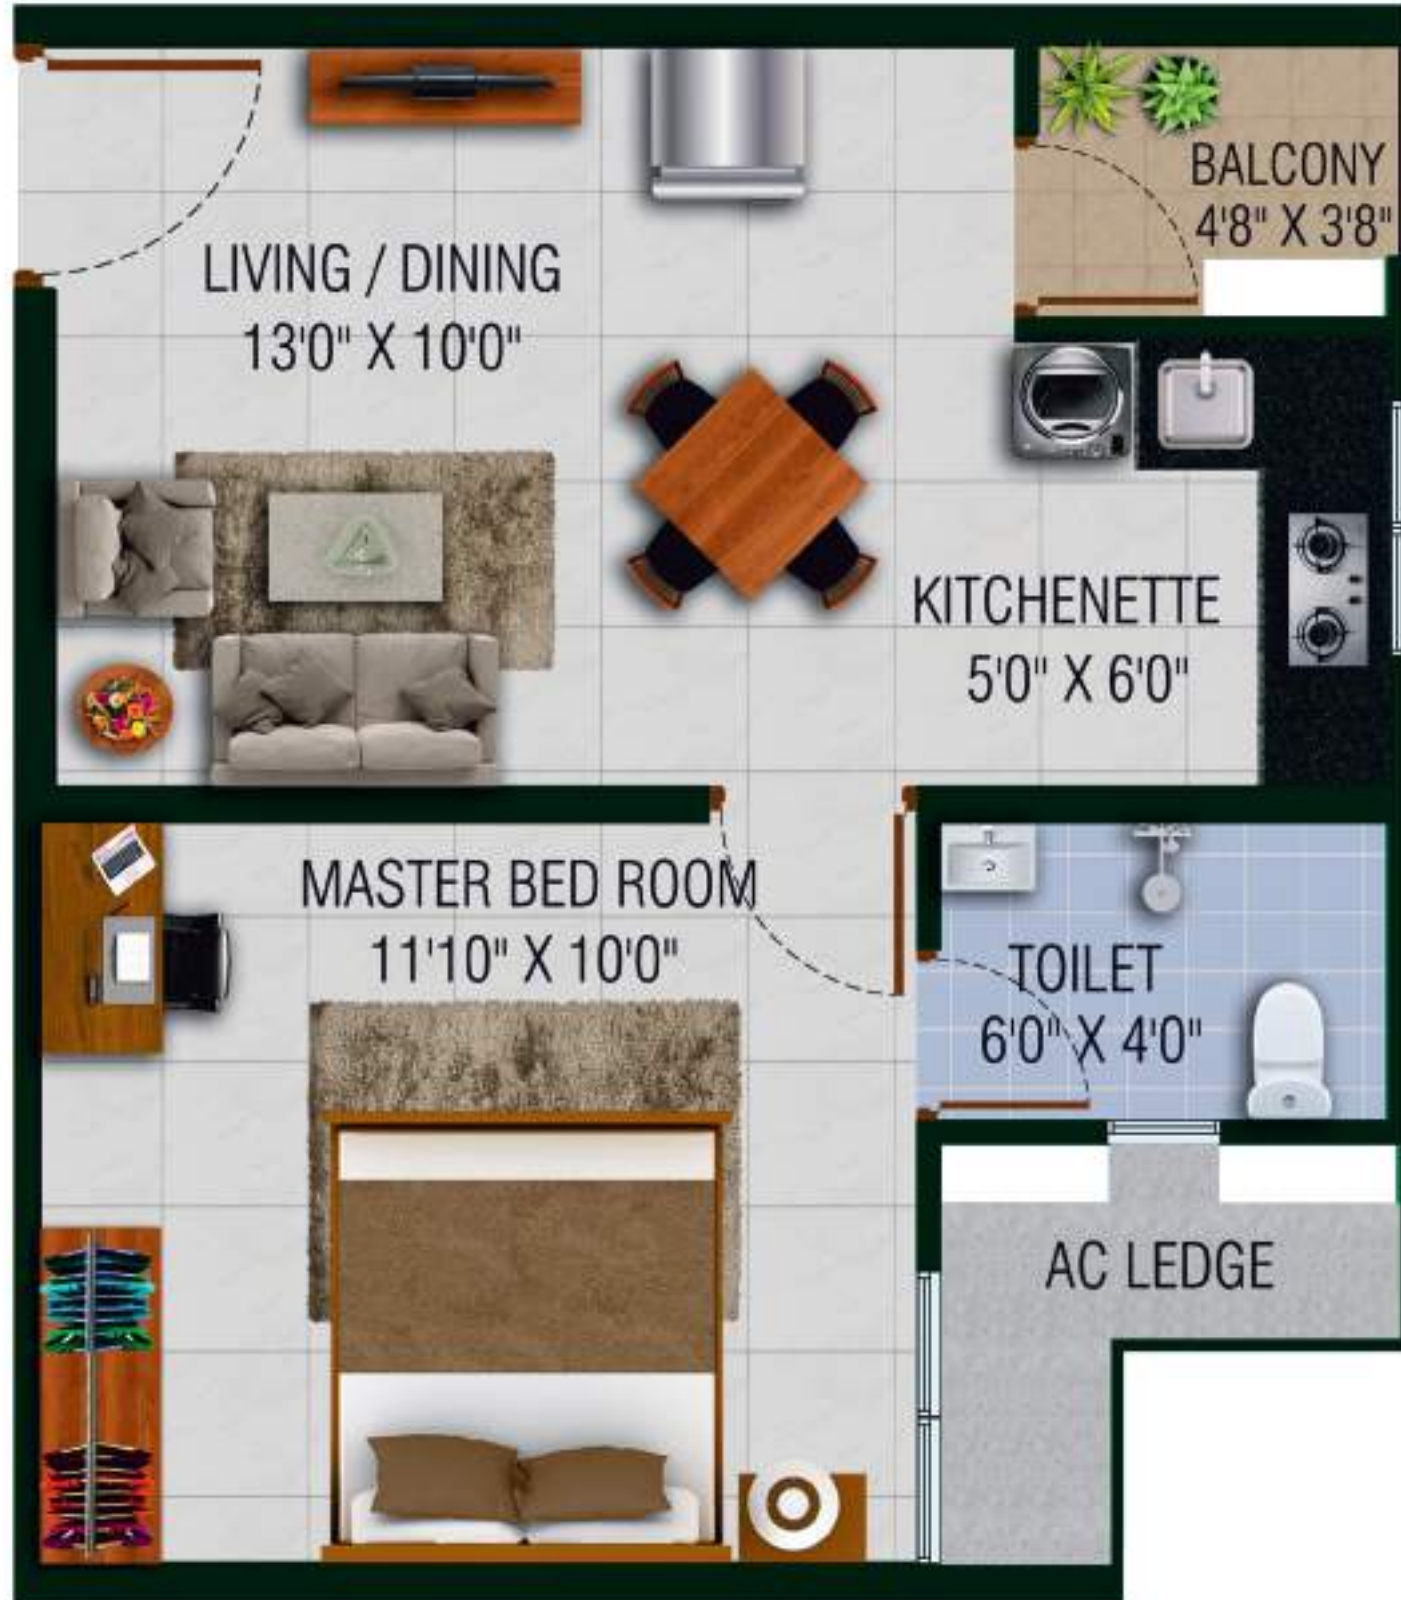 BALCONY
4'8" X 3'8"
LIVING / DINING
13'0" X 10'0"
KITCHENETTE
5'0" X 6'0"
MASTER BED ROOM
11'10" X 10'0"
TOILET
6'0" X 4'0"
AC LEDGE